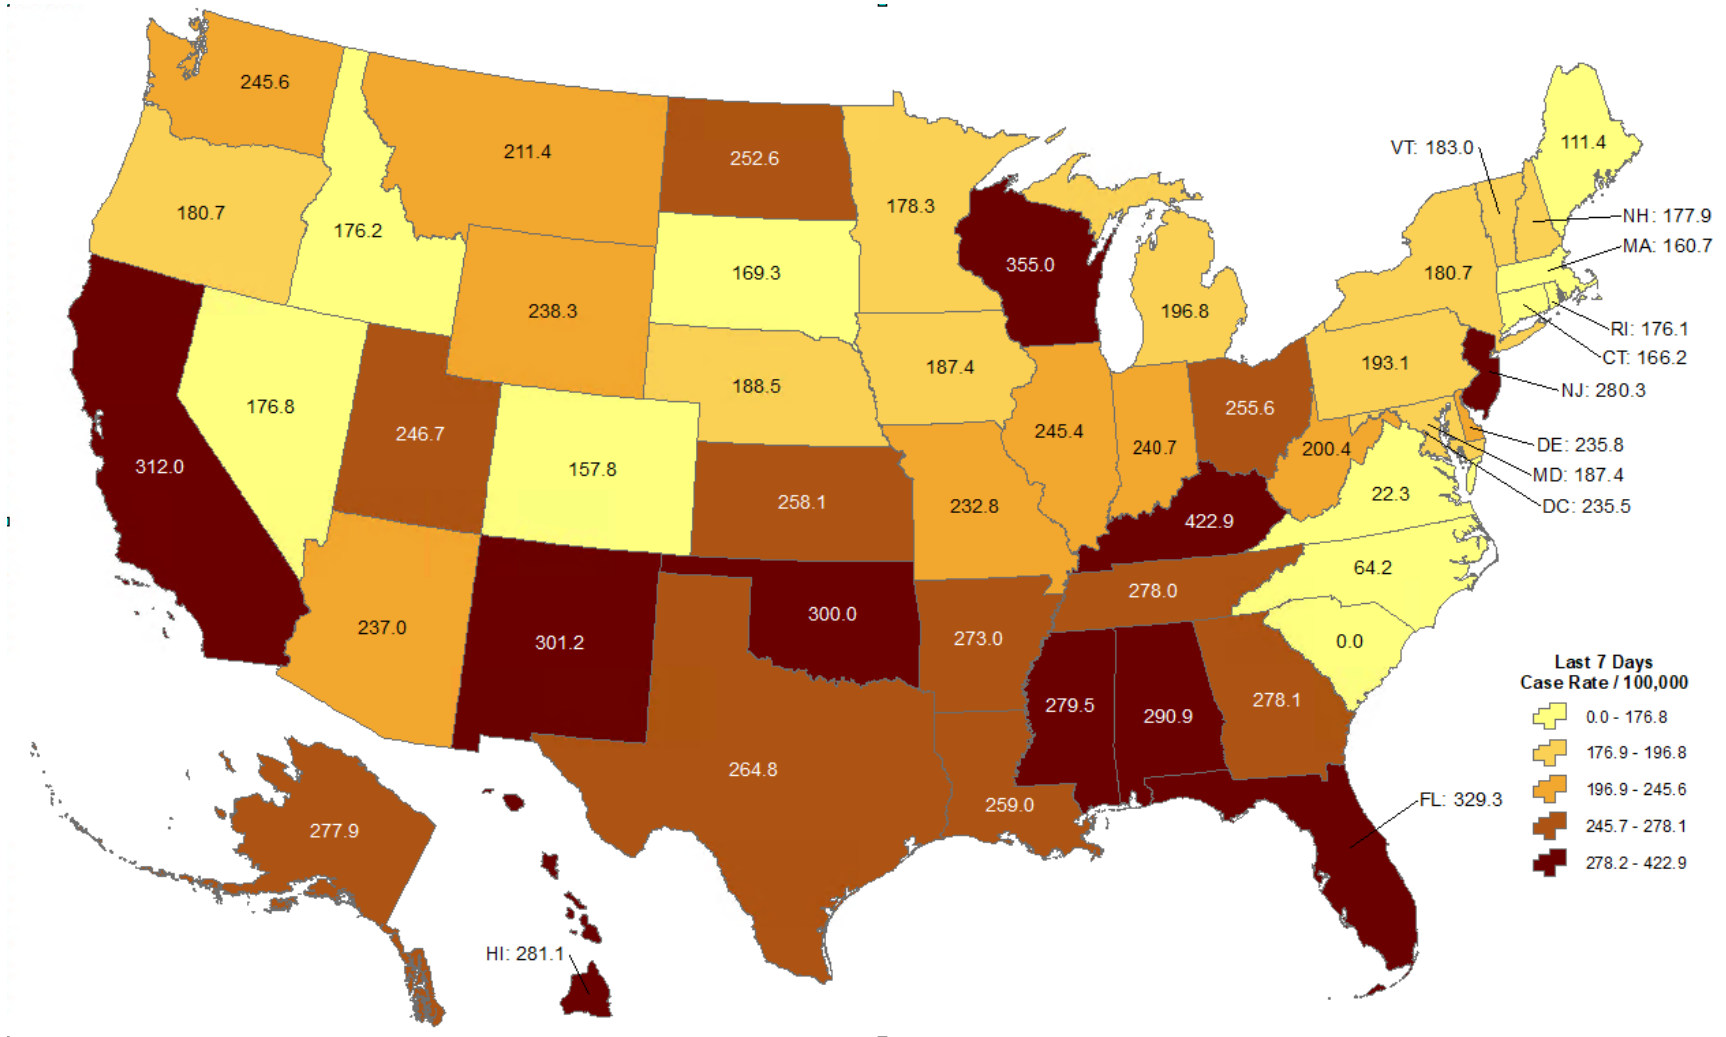 245.6
211.4
252.6
178.3
111.4
VT: 183.0
180.7
176.2
NH: 177.9
MA: 160.7
169.3
355.0
180.7
238.3
196.8
RI: 176.1
CT: 166.2
187.4
193.1
188.5
NJ: 280.3
176.8
246.7
255.6
245.4
240.7
200.4
DE: 235.8
312.0
157.8
MD: 187.4
258.1
232.8
22.3
DC: 235.5
422.9
64.2
278.0
237.0
301.2
300.0
273.0
0.0
279.5
290.9
278.1
264.8
259.0
FL: 329.3
277.9
HI: 281.1
Last 7 Days
Case Rate / 100,000
0.0 - 176.8
176.9 - 196.8
196.9 - 245.6
245.7 - 278.1
278.2 - 422.9